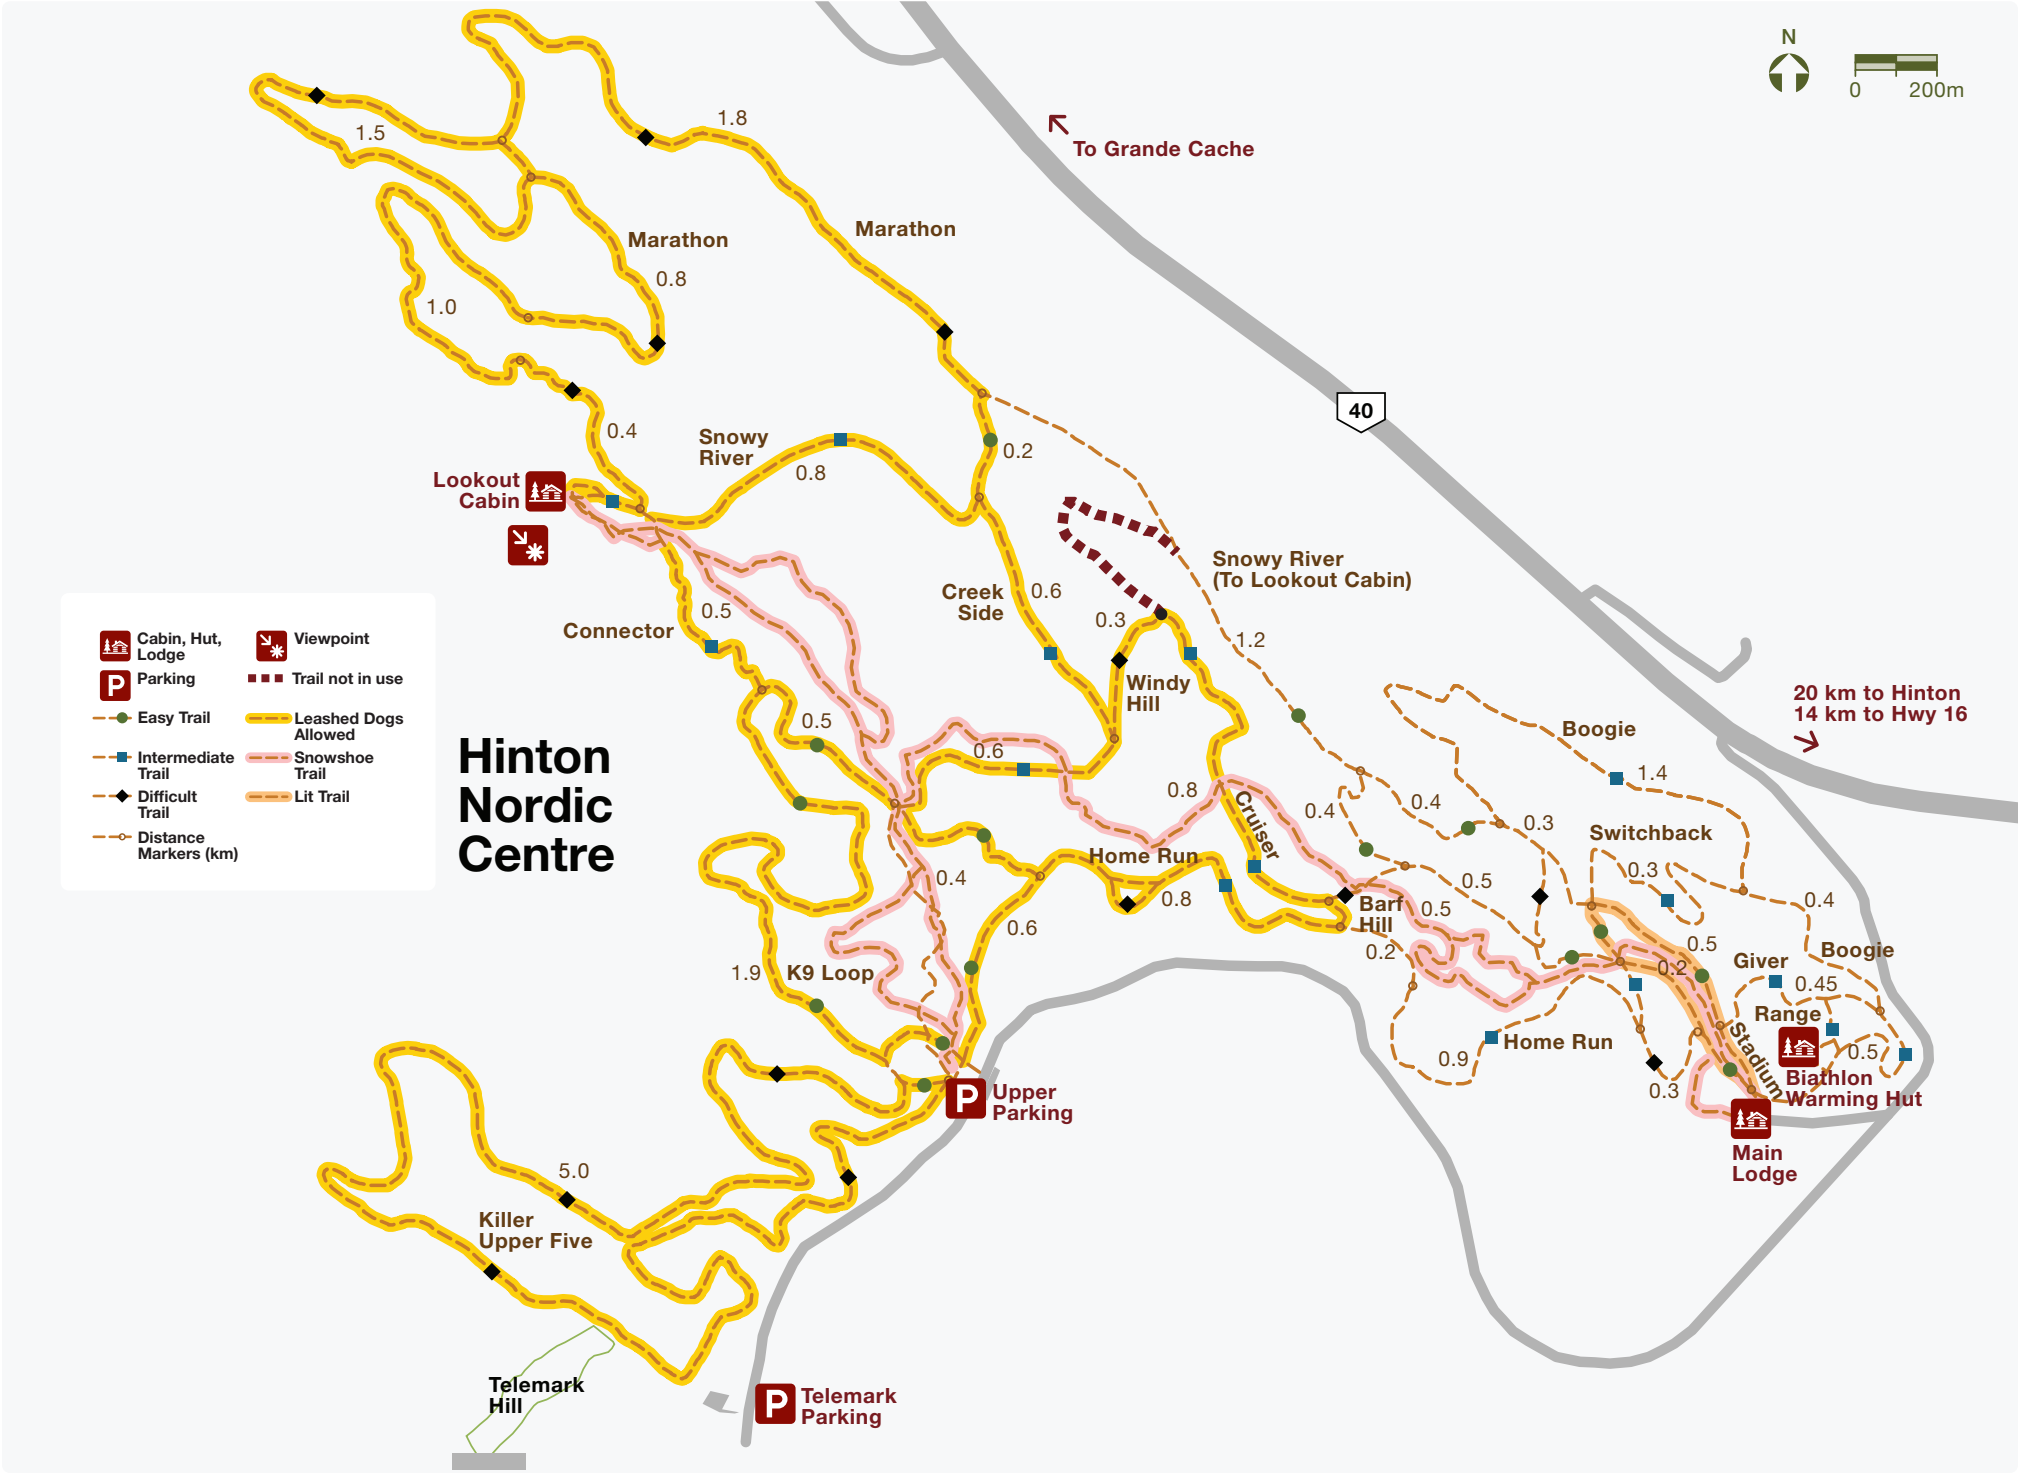 N
0 200m
To Grande Cache
1.8
1.5
Marathon
Marathon
0.8
1.0
40
0.4
Snowy
River
0.8
0.2
Lookout
Cabin
Snowy River
(To Lookout Cabin)
Creek
Side
0.6
0.3
0.5
Connector
1.2
Windy
Hill
20 km to Hinton
14 km to Hwy 16
Boogie
1.4
0.5
0.6
0.8
0.4
0.4
0.3
Cruiser
Switchback
0.3
Home Run
0.8
0.4
0.5
0.4
Barf
Hill
0.5
0.6
0.2
0.5
0.2
Giver
Boogie
0.45
1.9
K9 Loop
Range
Stadium
0.5
Home Run
0.9
0.3
Biathlon
Warming Hut
Upper
Parking
P
Main
Lodge
5.0
Killer
Upper Five
Telemark
Hill
P
Telemark
Parking
Hinton
Nordic
Centre
Cabin, Hut,
Lodge
Viewpoint
P
Parking
Trail not in use
Easy Trail
Leashed Dogs
Allowed
Intermediate
Trail
Snowshoe
Trail
Difficult
Trail
Lit Trail
Distance
Markers (km)